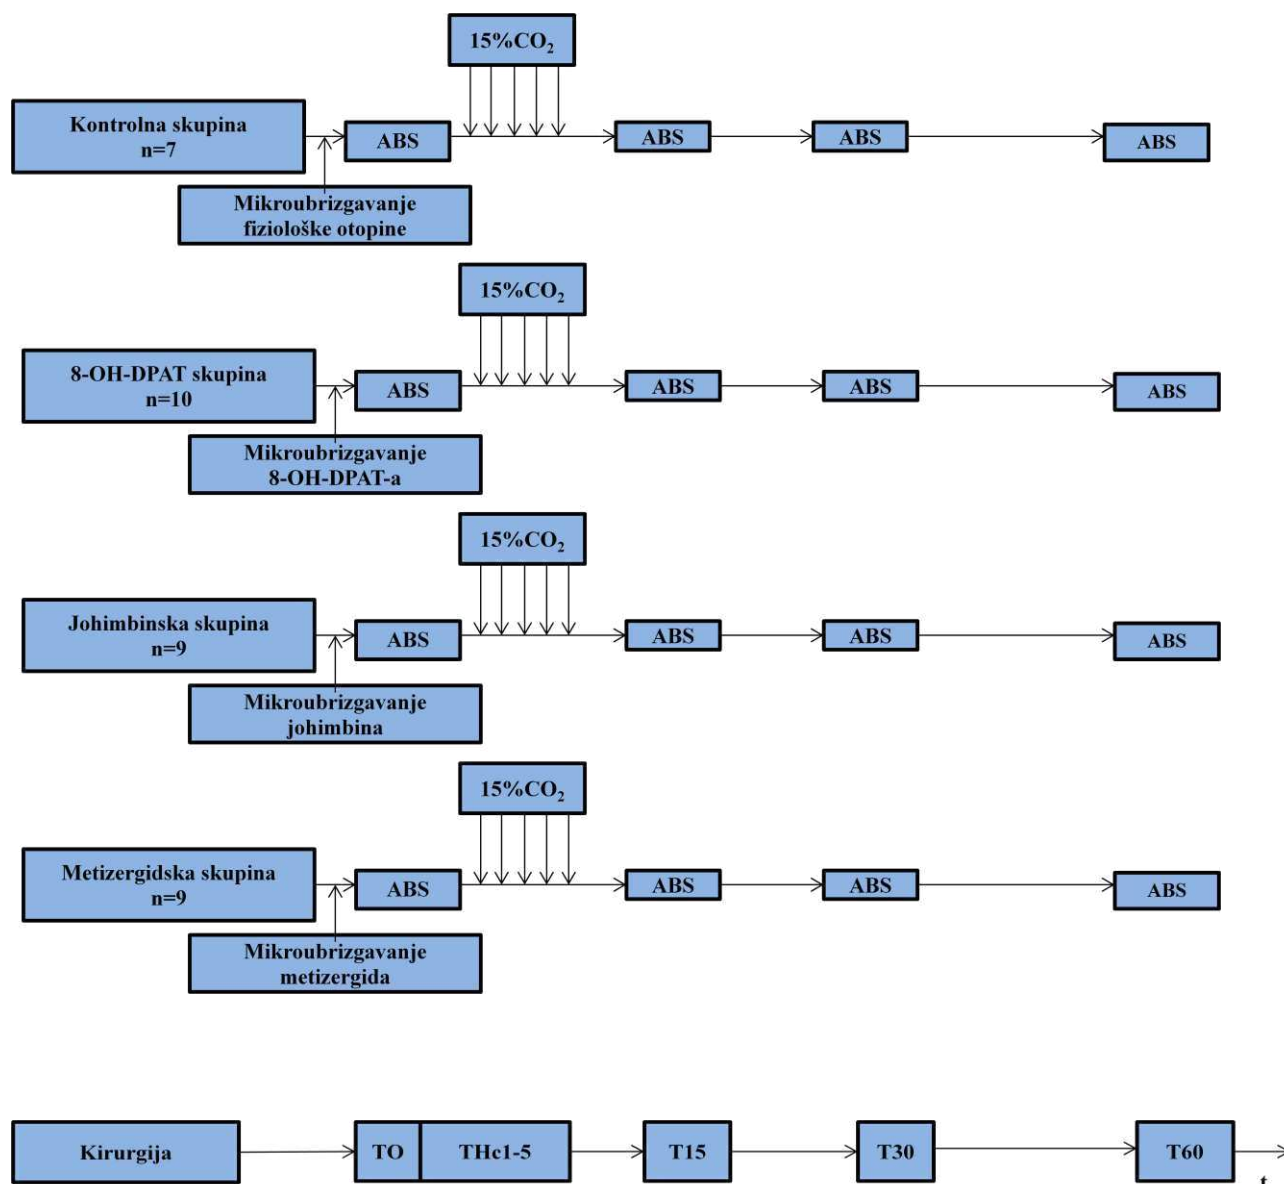 15%CO₂
Kontrolna skupina
n=7
ABS
ABS
ABS
ABS
Mikroubrizgavanje
fiziološke otopine
15%CO₂
8-OH-DPAT skupina
n=10
ABS
ABS
ABS
ABS
Mikroubrizgavanje
8-OH-DPAT-a
15%CO₂
Johimbinska skupina
n=9
ABS
ABS
ABS
ABS
Mikroubrizgavanje
johimbina
15%CO₂
Metizergidska skupina
n=9
ABS
ABS
ABS
ABS
Mikroubrizgavanje
metizergida
Kirurgija
TO
THc1-5
T15
T30
T60
t